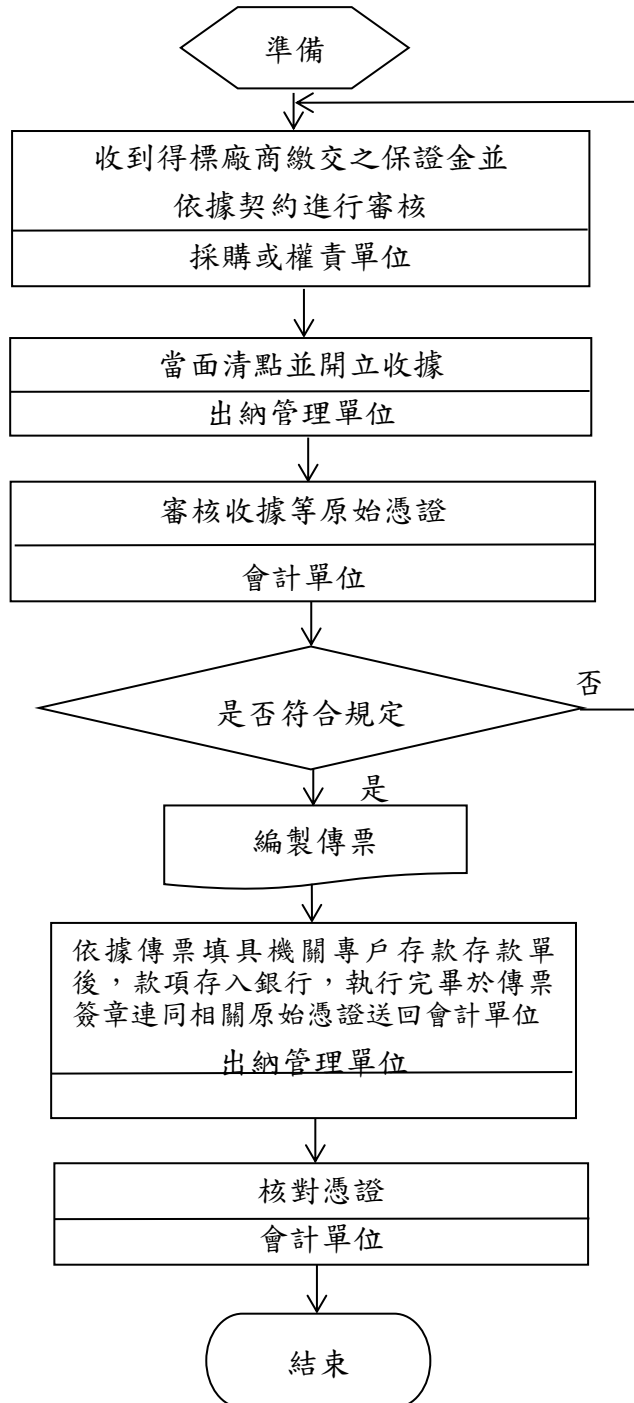 準備
收到得標廠商繳交之保證金並
依據契約進行審核
採購或權責單位
當面清點並開立收據
出納管理單位
審核收據等原始憑證
會計單位
是否符合規定
否
是
編製傳票
依據傳票填具機關專戶存款存款單
後，款項存入銀行，執行完畢於傳票
簽章連同相關原始憑證送回會計單位
出納管理單位
核對憑證
會計單位
結束